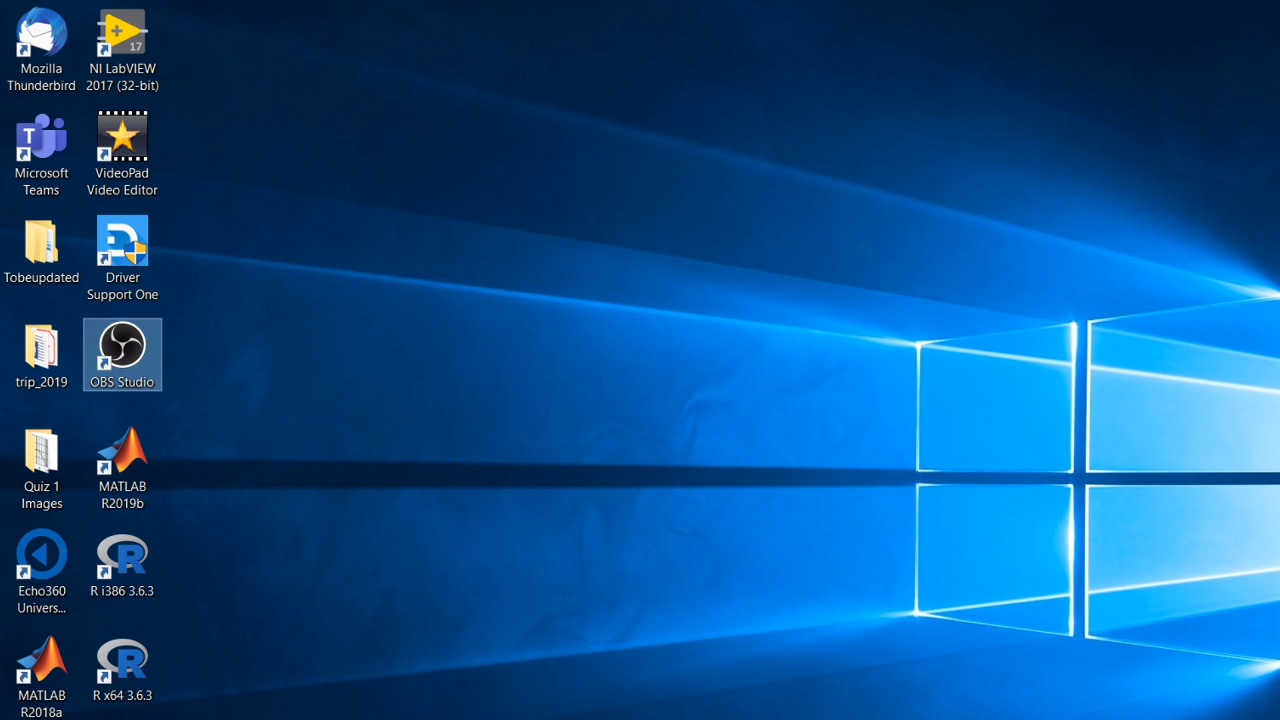 Mozilla
Thunderbird
NI LabVIEW
2017 (32-bit)
17
Microsoft
Teams
T
VideoPad
Video Editor
Tobeupdated
Driver
Support One
trip_2019
OBS Studio
Quiz 1
Images
MATLAB
R2019b
Echo360
Univers...
R i386 3.6.3
MATLAB
R2018a
R x64 3.6.3